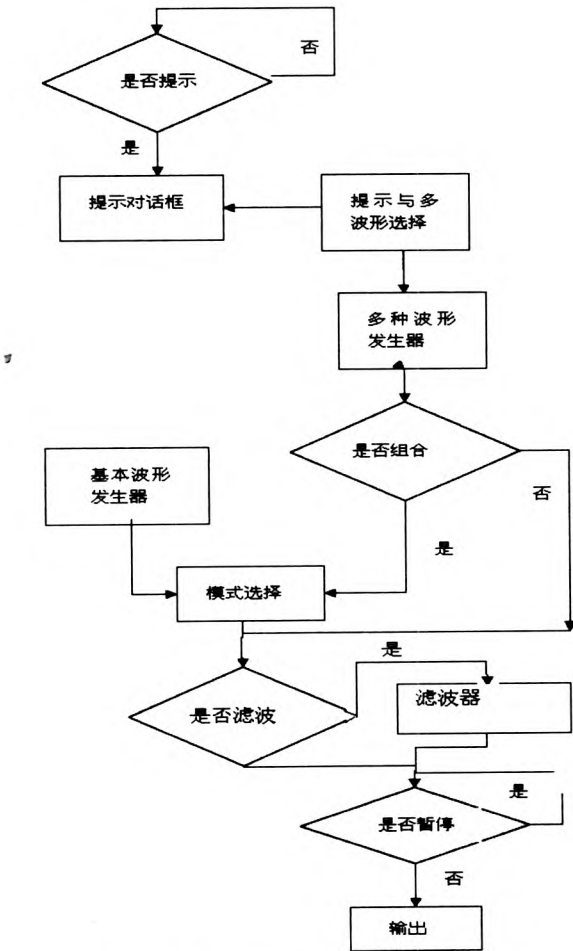 否
是否提示
是
提示对话框
提示与多
波形选择
多种波形
发生器
是否组合
基本波形
发生器
否
是
模式选择
是
是否滤波
滤波器
是
是否暂停
否
输出